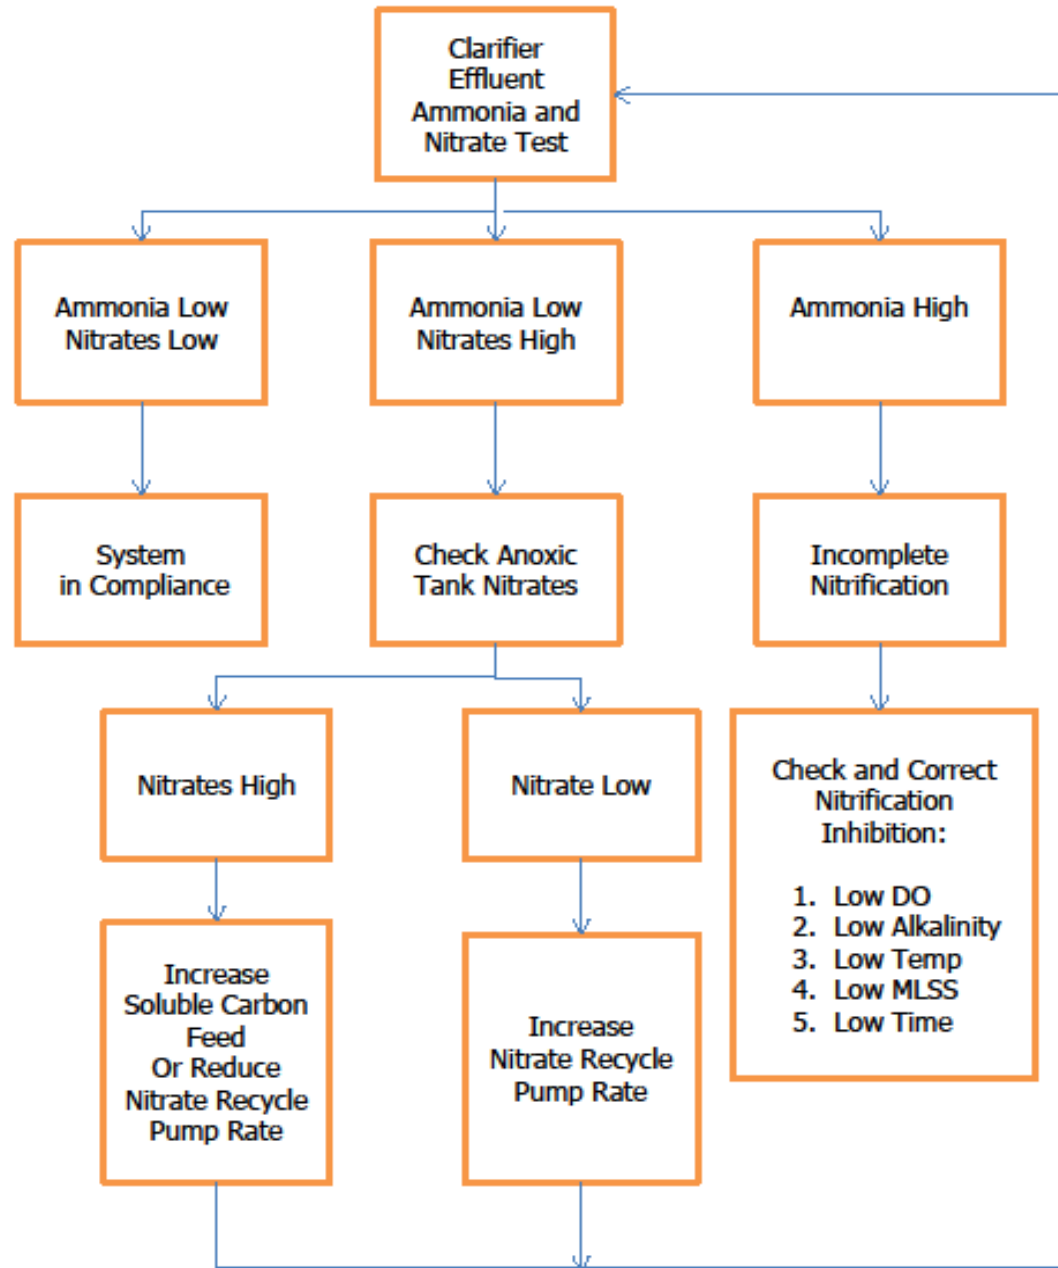 Clarifier
Effluent
Ammonia and
Nitrate Test
Ammonia Low
Nitrates Low
Ammonia Low
Nitrates High
Ammonia High
System
in Compliance
Check Anoxic
Tank Nitrates
Incomplete
Nitrification
Nitrates High
Nitrate Low
Check and Correct
Nitrification
Inhibition:
1. Low DO
2. Low Alkalinity
3. Low Temp
4. Low MLSS
5. Low Time
Increase
Soluble Carbon
Feed
Or Reduce
Nitrate Recycle
Pump Rate
Increase
Nitrate Recycle
Pump Rate